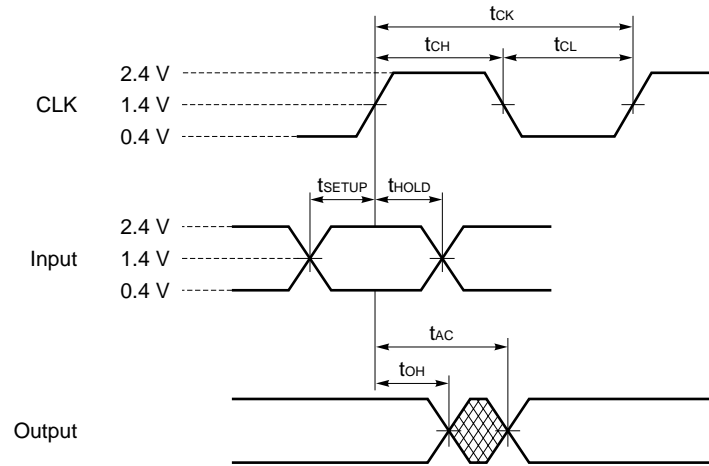 tCK
tCH tCL
2.4 V
CLK 1.4 V
0.4 V
tSETUP tHOLD
2.4 V
Input 1.4 V
0.4 V
tAC
tOH
Output